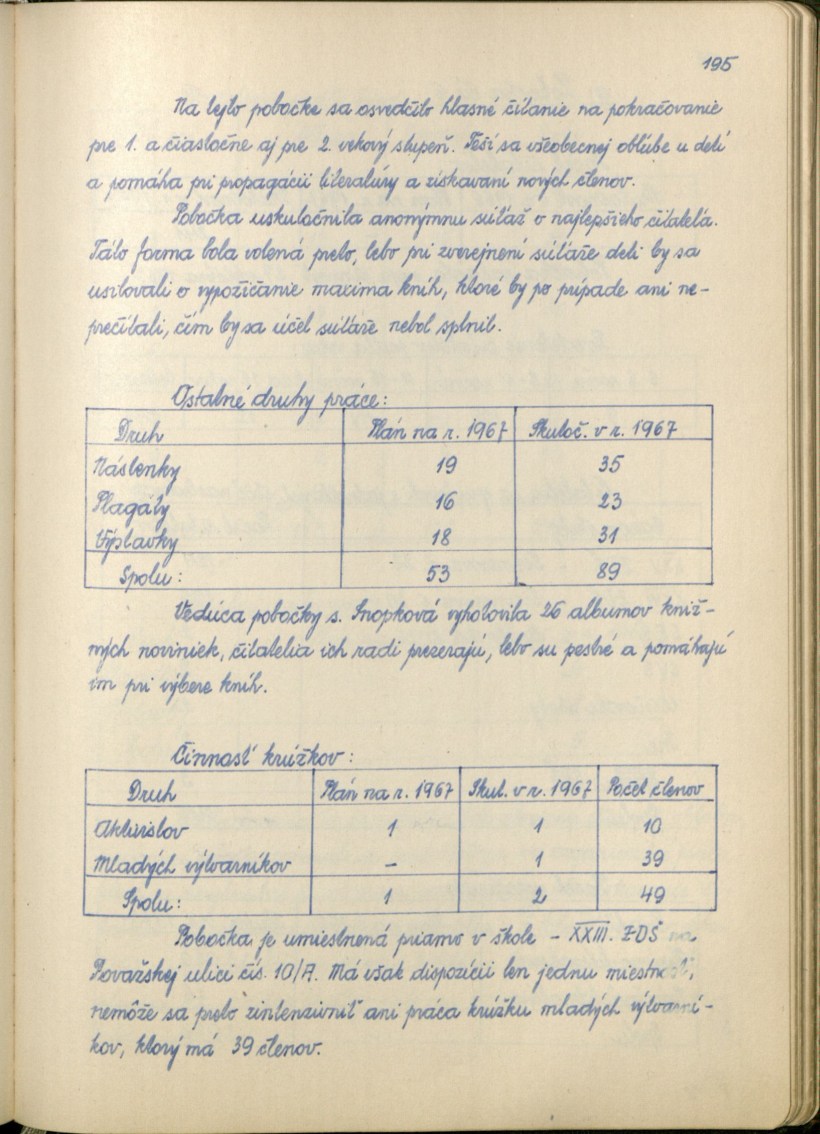 195
Na tejto pobočke sa osvedčilo hlasné čítanie na pokračovanie
pre 1. a čiastočne aj pre 2. vekový stupeň. Teší sa všeobecnej obľube u detí
a pomáha pri propagácii literatúry a získavaní nových členov.
Pobočka uskutočnila anonýmnu súťaž o najlepšieho čitateľa.
Táto forma bola volená preto, lebo pri zverejnení súťaže deti by sa
usilovali o vypožičanie maxima kníh, ktoré by po prípade ani ne-
prečítali, čím by sa účel súťaže nebol splnil.
Ostatné druhy práce:
Druh Plán na r. 1967 Skutoč. v r. 1967
Nástenky 19 35
Plagáty 16 23
Výstavky 18 31
Spolu: 53 89
Vedúca pobočky s. Snopková vyhotovila 26 albumov kniž-
ných noviniek, čitatelia ich radi prezerajú, lebo su pestré a pomáhajú
im pri výbere kníh.
Činnosť krúžkov:
Druh Plán na r. 1967 Skut. v r. 1967 Počet členov
Aktivistov 1 1 10
Mladých výtvarníkov – 1 39
Spolu: 1 2 49
Pobočka je umiestnená priamo v škole – XXIII. ZDŠ na
Považskej ulici čís. 10/A. Má však dispozícii len jednu miestnosť,
nemôže sa preto zintenzívniť ani práca krúžku mladých výtvarní-
kov, ktorý má 39 členov.